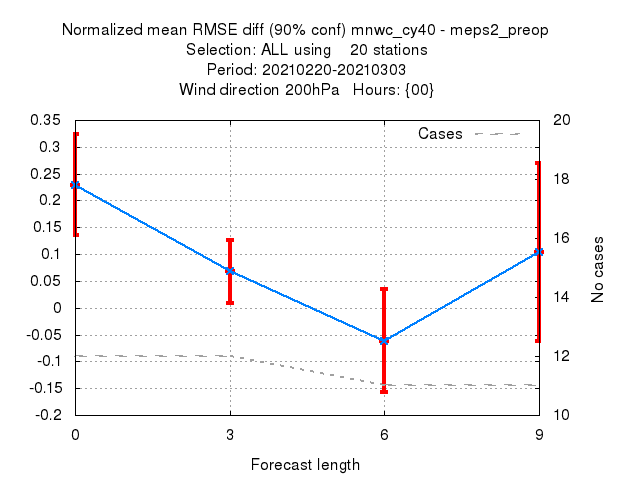 Normalized mean RMSE diff (90% conf) mnwc_cy40 - meps2_preop
Selection: ALL using    20 stations
Period: 20210220-20210303
Wind direction 200hPa   Hours: {00}
Cases
0.35
0.3
0.25
0.2
0.15
0.1
0.05
0
-0.05
-0.1
-0.15
-0.2
20
18
16
14
12
10
No cases
0 3 6 9
Forecast length